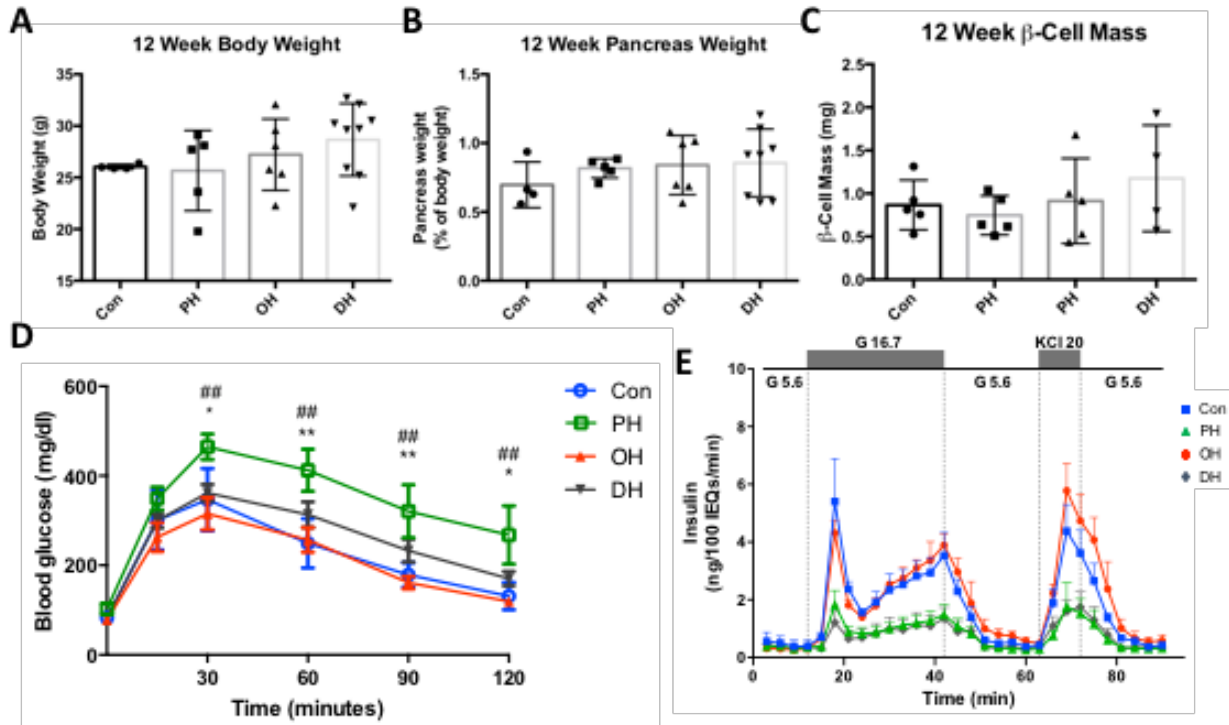 A
12 Week Body Weight
Body Weight (g)
35
30
25
20
15
Con
PH
OH
DH
B
12 Week Pancreas Weight
Pancreas weight
(% of body weight)
1.5
1.0
0.5
0.0
Con
PH
OH
DH
C
12 Week β-Cell Mass
β-Cell Mass (mg)
2.5
2.0
1.5
1.0
0.5
0.0
Con
PH
PH
DH
D
Blood glucose (mg/dl)
600
400
200
0
##
*
##
**
##
**
##
*
Con
PH
OH
DH
30
60
90
120
Time (minutes)
E
G 16.7
KCl 20
G 5.6
G 5.6
G 5.6
Insulin
(ng/100 IEQs/min)
10
8
6
4
2
0
Con
PH
OH
DH
0
20
40
60
80
Time (min)